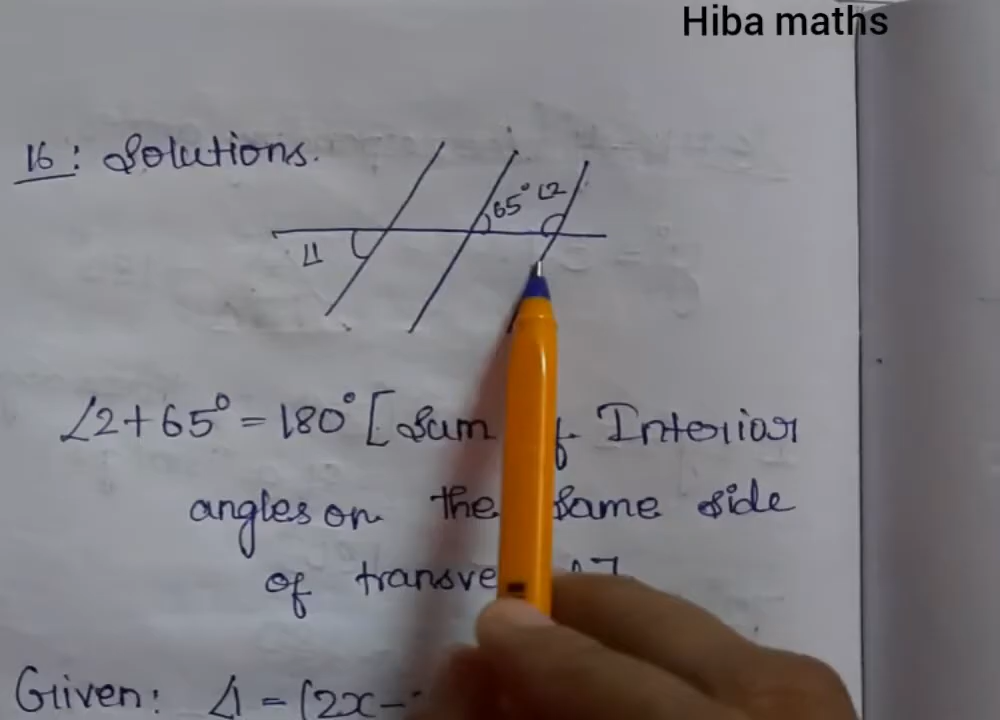 Hiba maths
16: Solutions.
65° ∠2
∠1
∠2+65°=180° [Sum Interior
angles on the same side
of
Given: ∠1 = (2x-